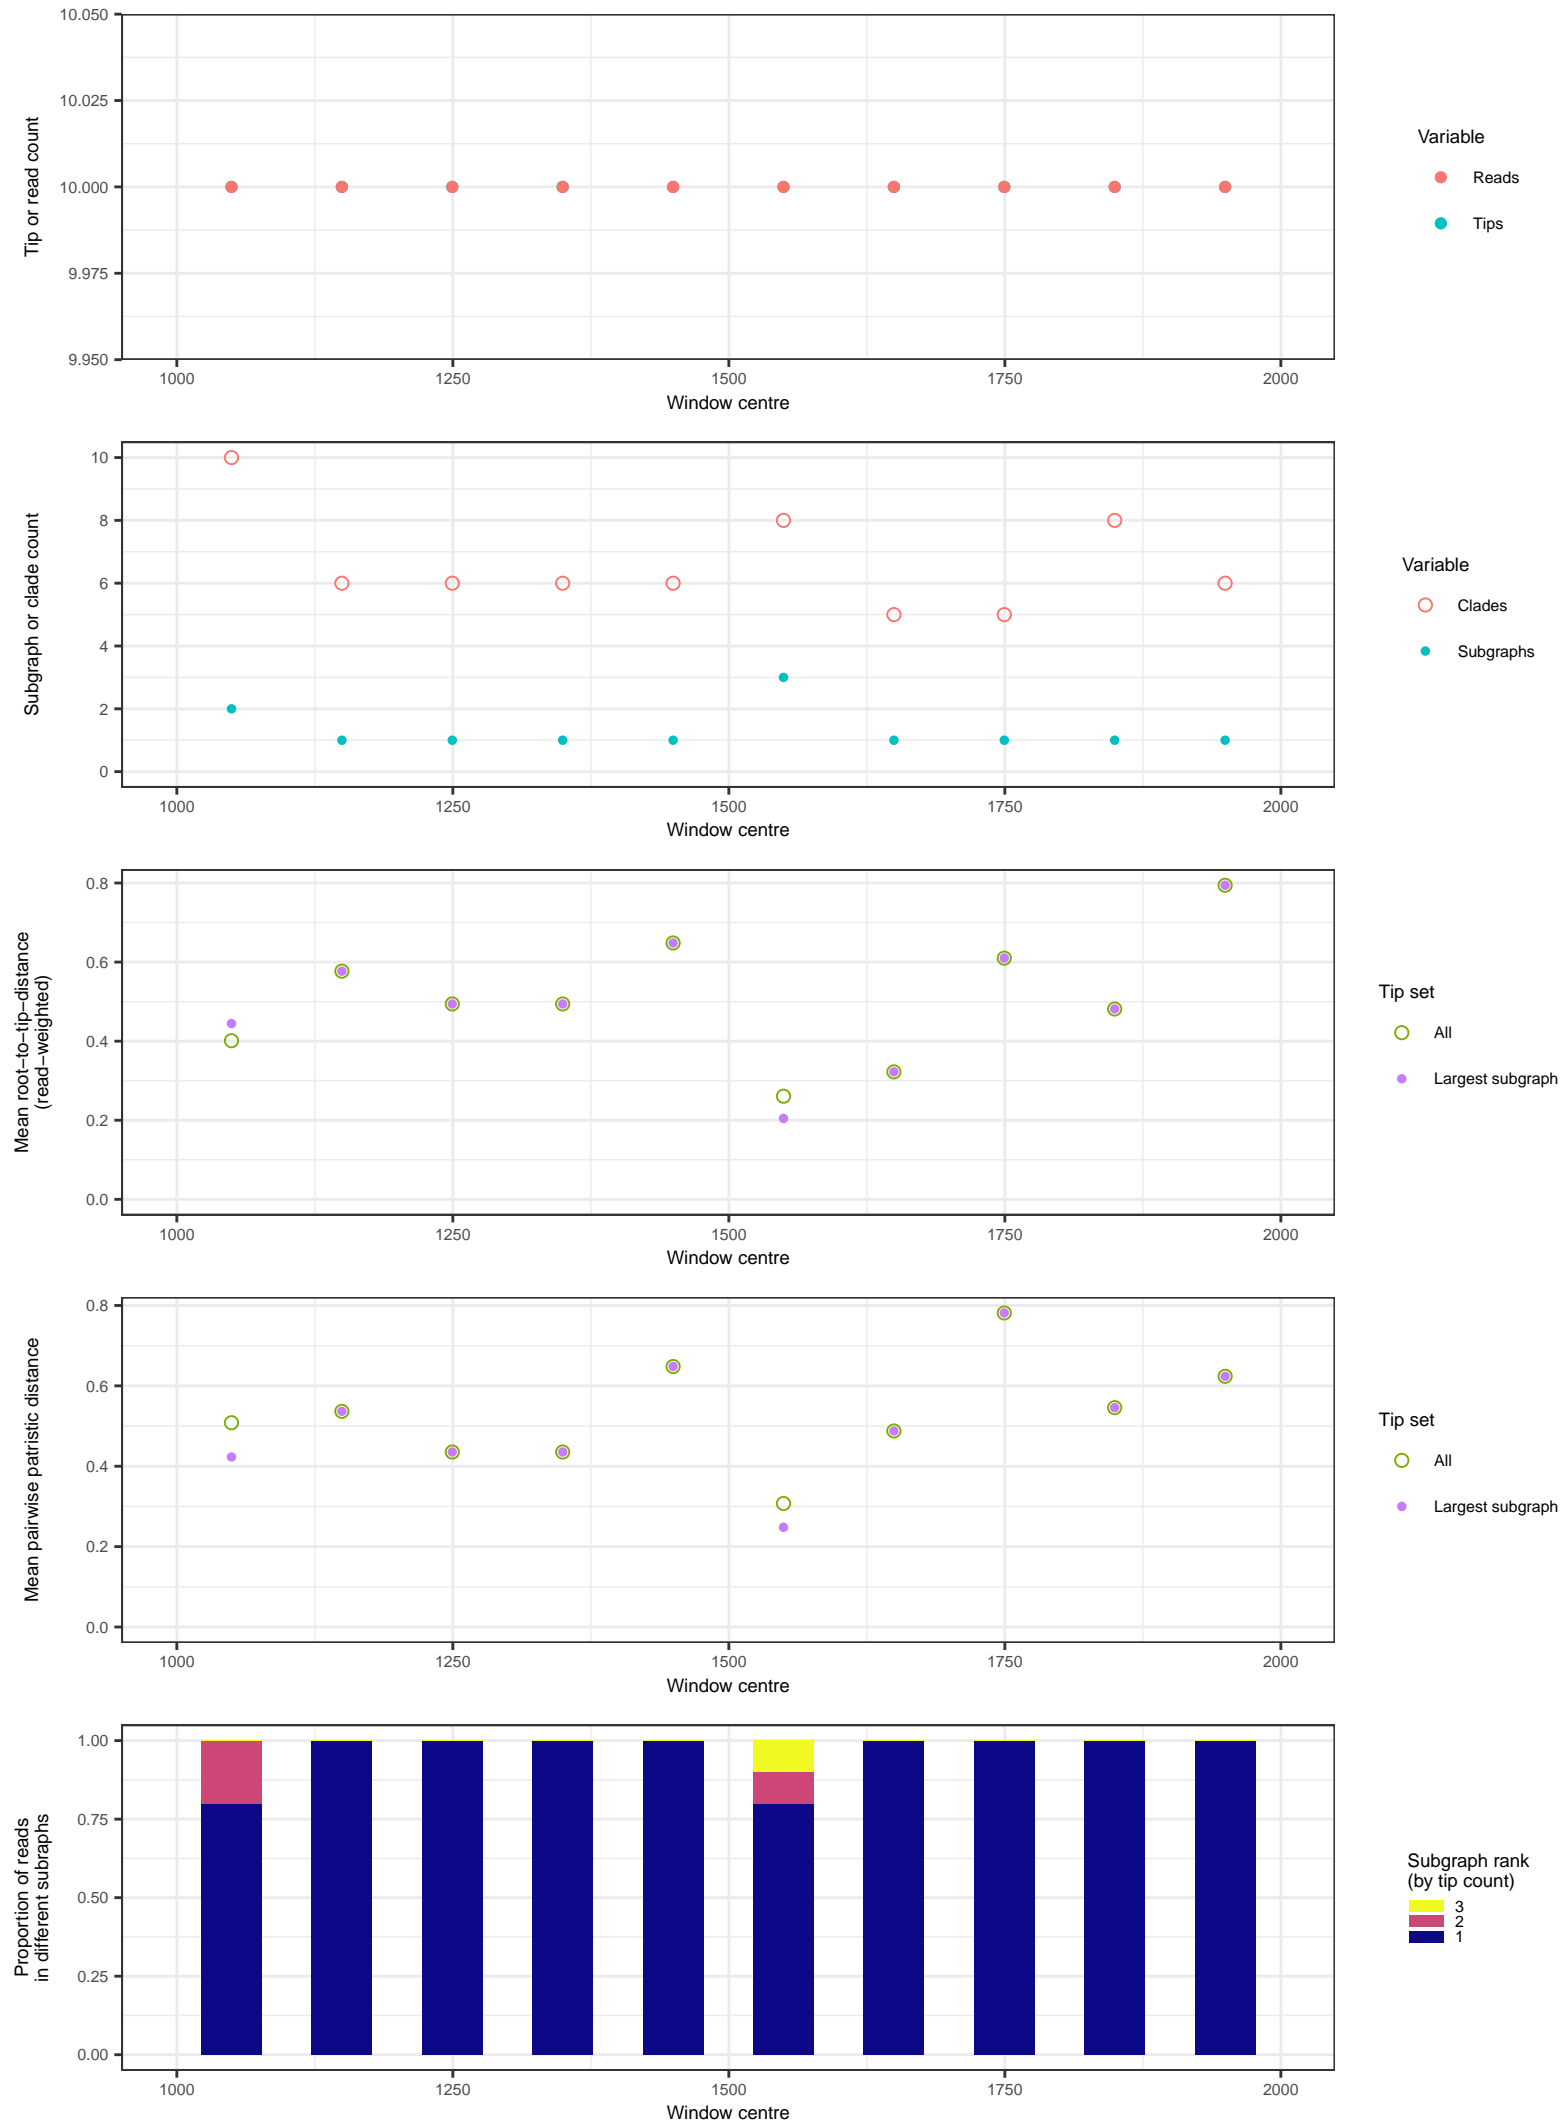 10.050
10.025
10.000
9.975
9.950
Tip or read count
1000 1250 1500 1750 2000
Window centre
Variable
Reads
Tips
10
8
6
4
2
0
Subgraph or clade count
1000 1250 1500 1750 2000
Window centre
Variable
Clades
Subgraphs
0.8
0.6
0.4
0.2
0.0
Mean root−to−tip−distance
(read−weighted)
1000 1250 1500 1750 2000
Window centre
Tip set
All
Largest subgraph
0.8
0.6
0.4
0.2
0.0
Mean pairwise patristic distance
1000 1250 1500 1750 2000
Window centre
Tip set
All
Largest subgraph
1.00
0.75
0.50
0.25
0.00
Proportion of reads
in different subraphs
1000 1250 1500 1750 2000
Window centre
Subgraph rank
(by tip count)
3
2
1